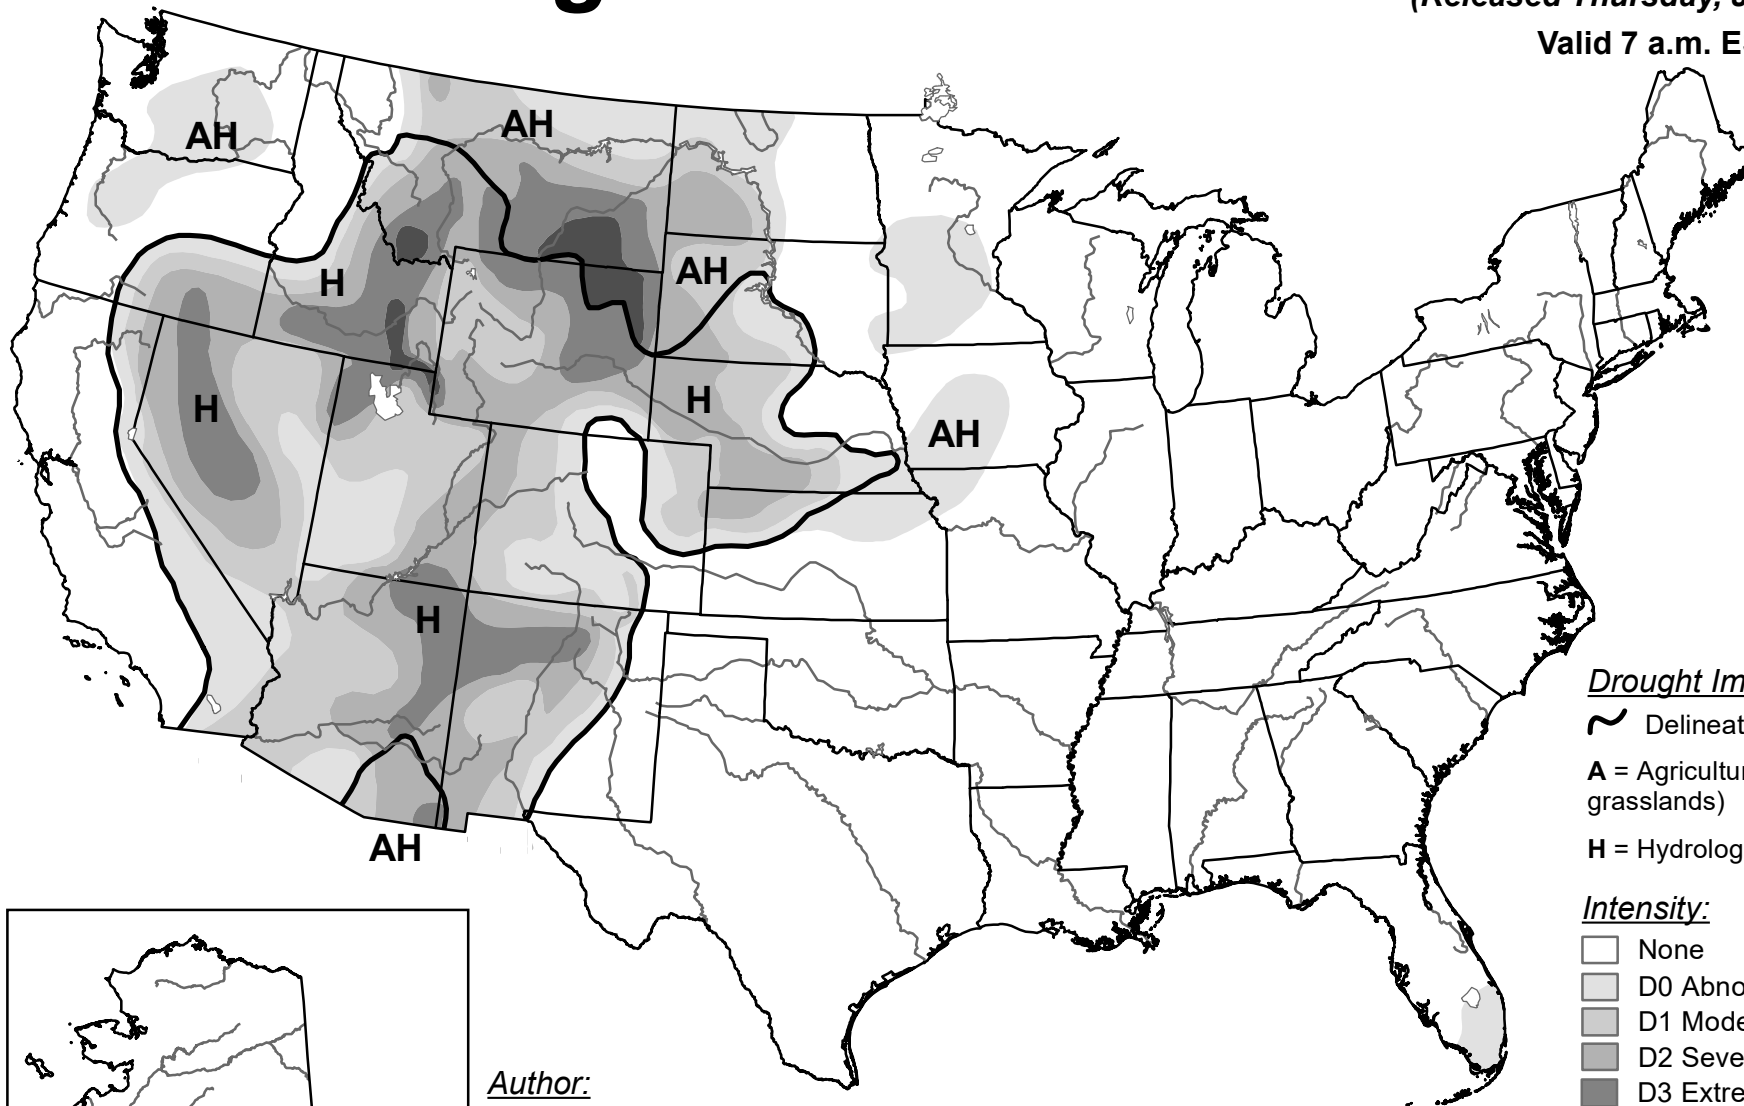 (Released Thursday,
Valid 7 a.m.
AH
AH
AH
H
H
H
AH
H
AH
Drought
Delineat
A = Agricultur
grasslands)
H = Hydrolog
Intensity:
None
D0 Abno
D1 Mode
D2 Seve
D3 Extre
Author: